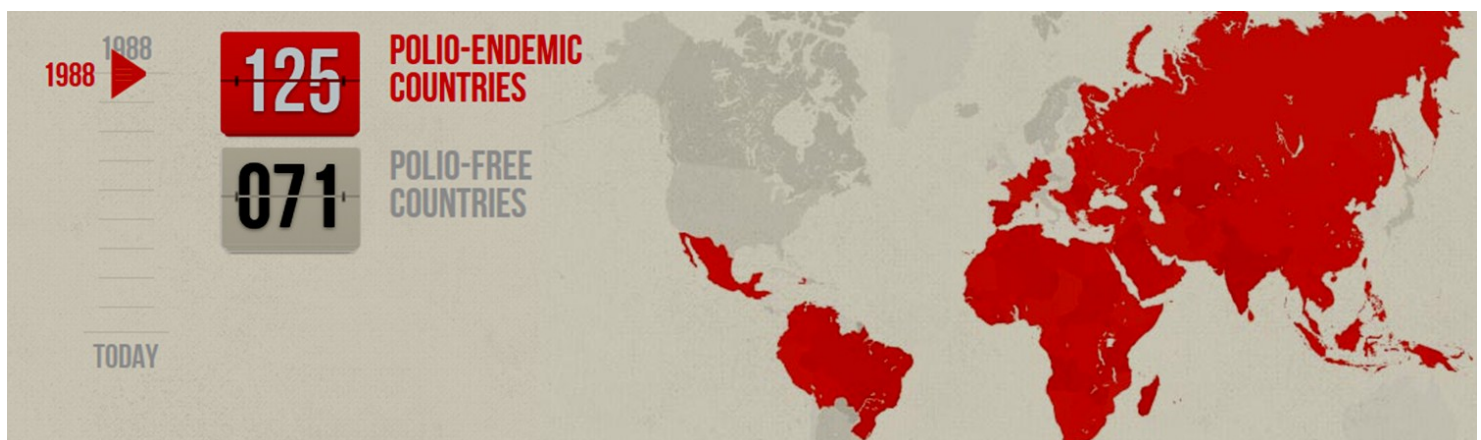 1988
1988
125
POLIO-ENDEMIC
COUNTRIES
071
POLIO-FREE
COUNTRIES
TODAY